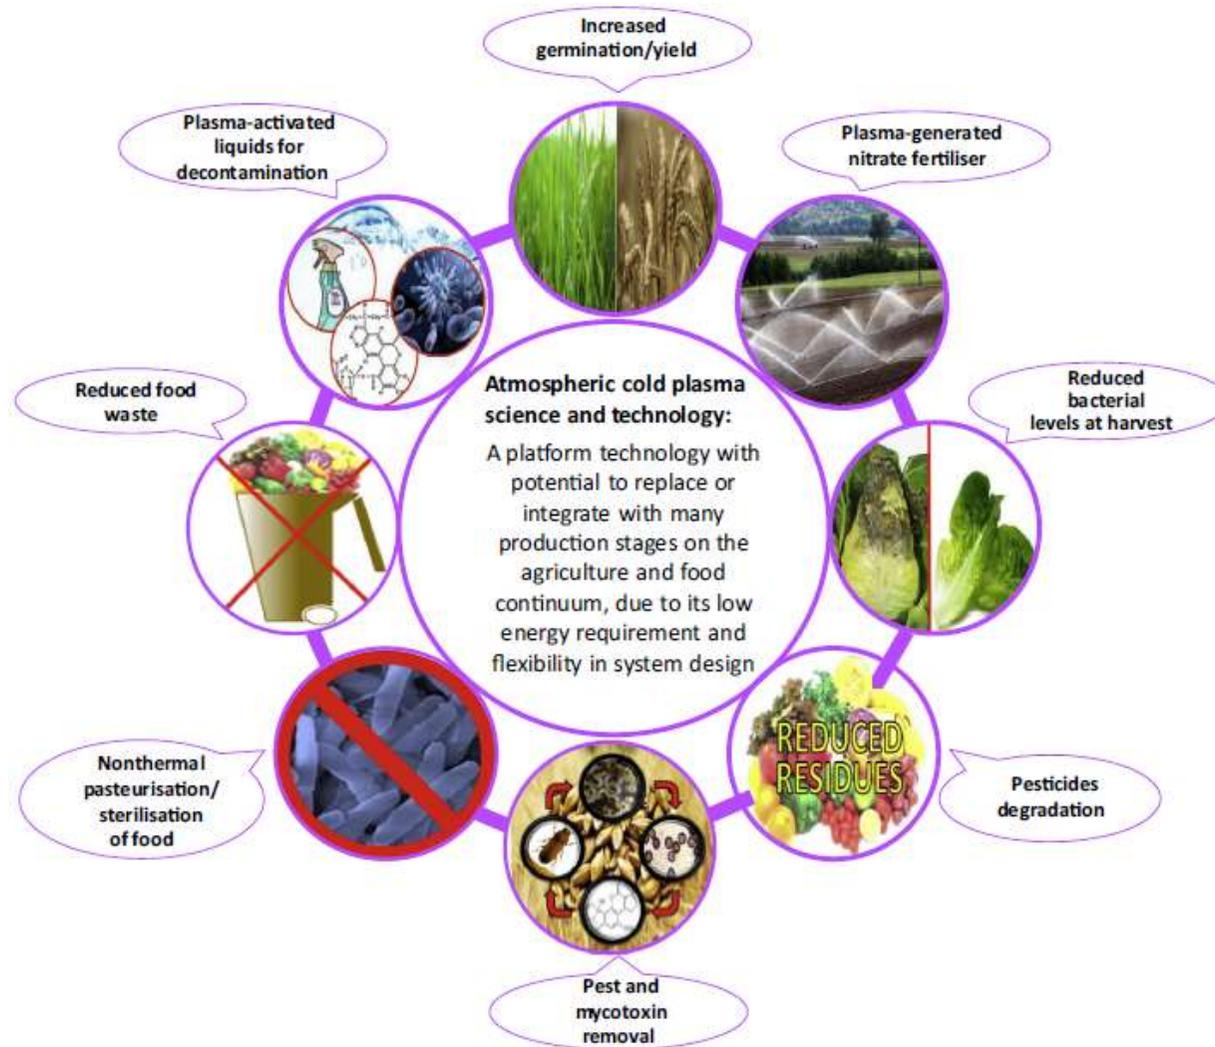 Increased
germination/yield
Plasma-activated
liquids for
decontamination
Plasma-generated
nitrate fertiliser
Reduced food
waste
Reduced
bacterial
levels at harvest
Atmospheric cold plasma
science and technology:
A platform technology with
potential to replace or
integrate with many
production stages on the
agriculture and food
continuum, due to its low
energy requirement and
flexibility in system design
REDUCED
RESIDUES
Nonthermal
pasteurisation/
sterilisation
of food
Pesticides
degradation
Pest and
mycotoxin
removal